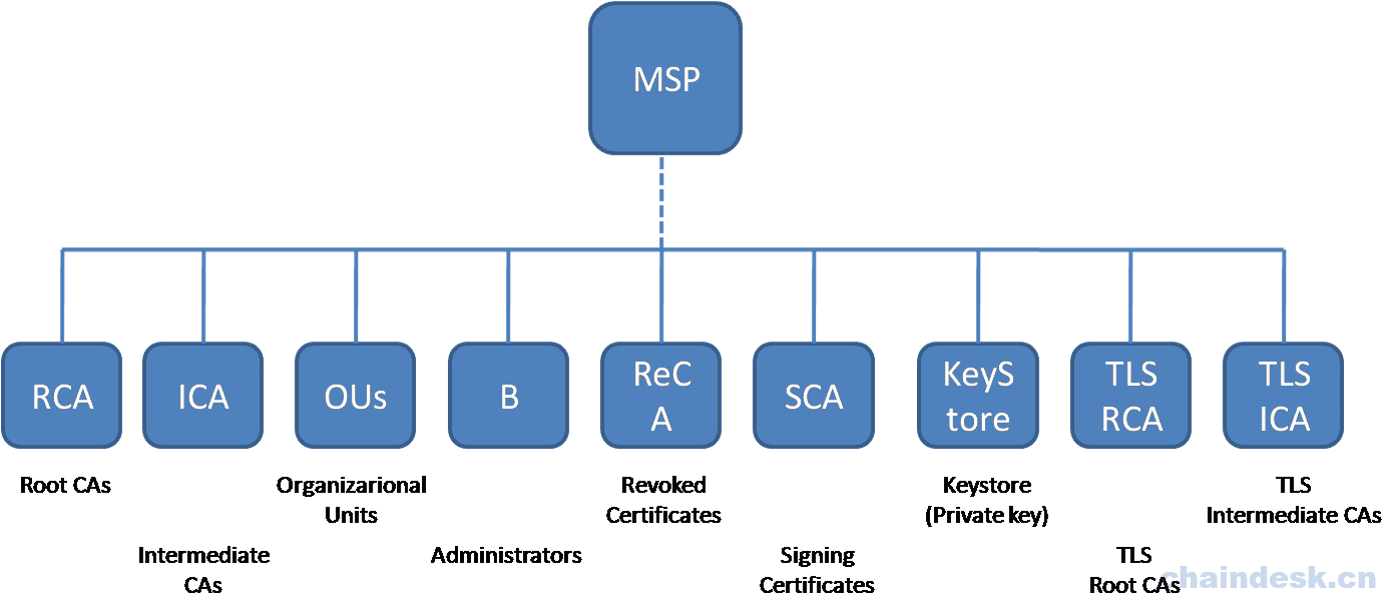 MSP
RCA
ICA
OUs
B
ReC
A
SCA
KeyS
tore
TLS
RCA
TLS
ICA
Root CAs
Intermediate
CAs
Organizarional
Units
Administrators
Revoked
Certificates
Signing
Certificates
Keystore
(Private key)
TLS
Root CAs
TLS
Intermediate CAs
chaindesk.cn